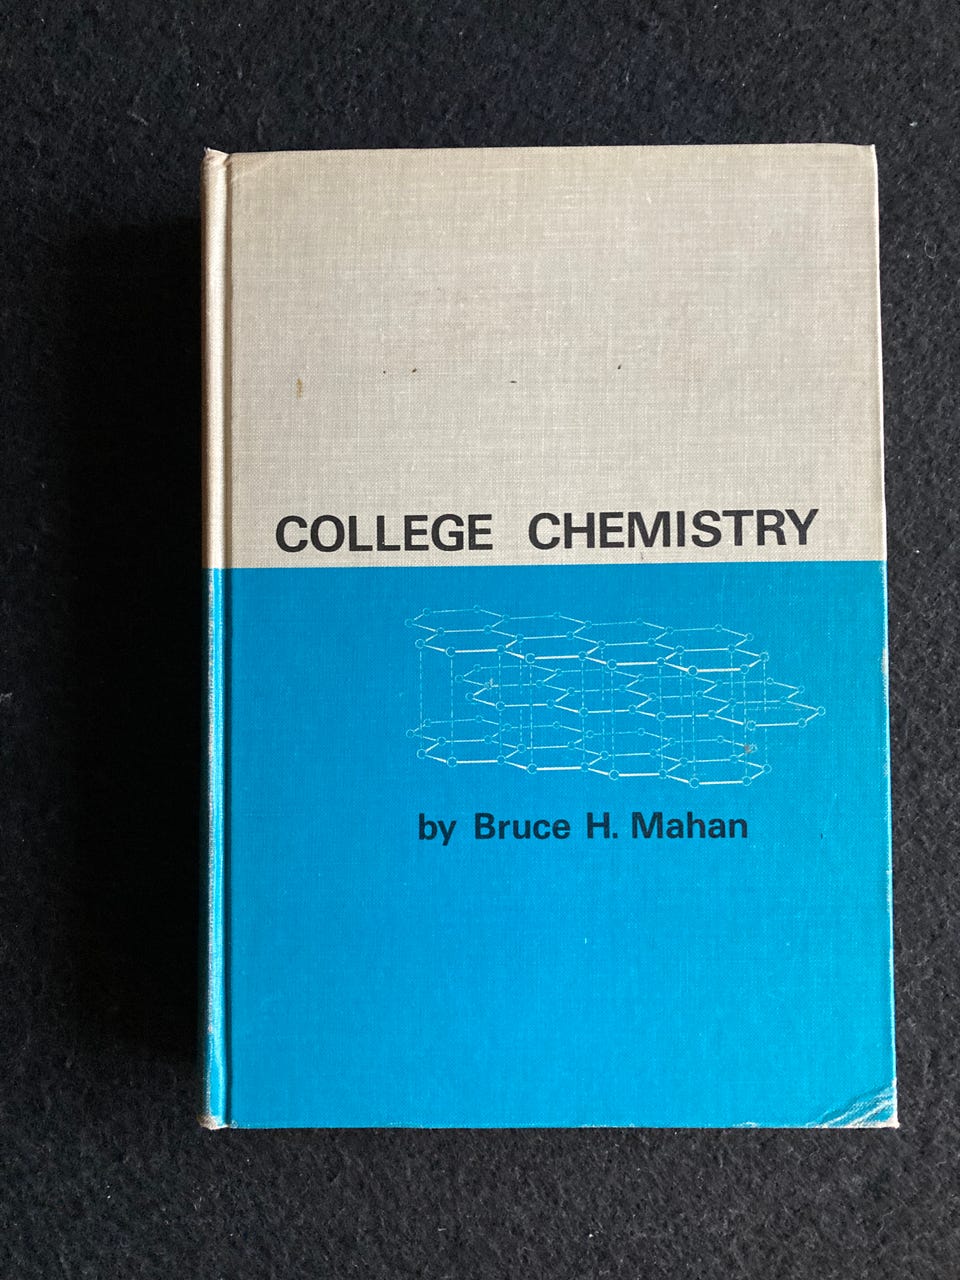 COLLEGE CHEMISTRY
by Bruce H. Mahan